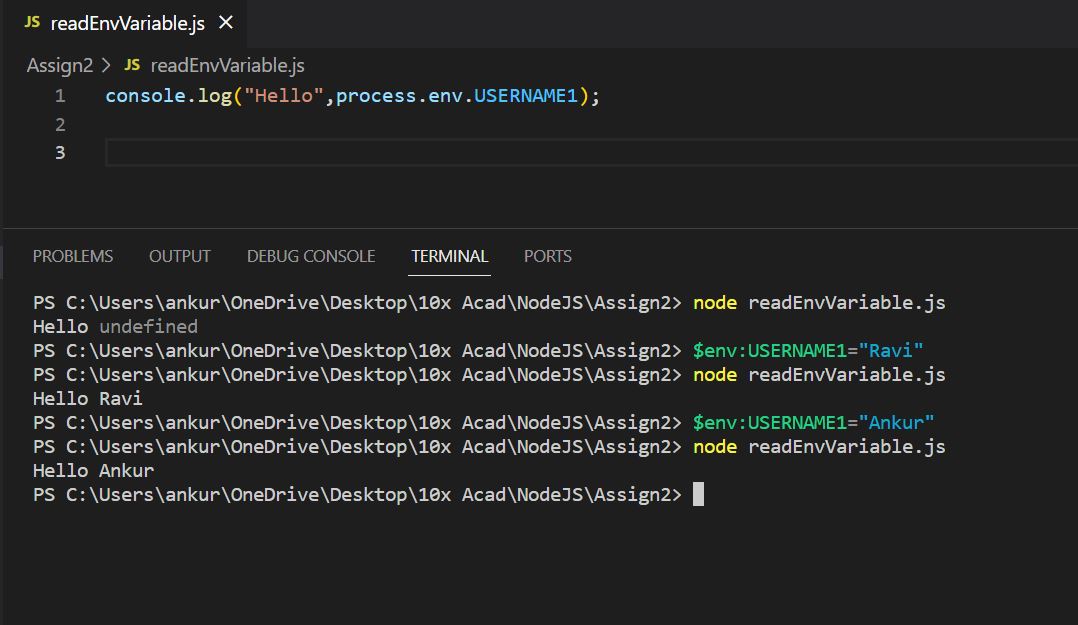 JS readEnvVariable.js ×
Assign2 > JS readEnvVariable.js
1 console.log("Hello",process.env.USERNAME1);
2
3
PROBLEMS OUTPUT DEBUG CONSOLE TERMINAL PORTS
PS C:\Users\ankur\OneDrive\Desktop\10x Acad\NodeJS\Assign2> node readEnvVariable.js
Hello undefined
PS C:\Users\ankur\OneDrive\Desktop\10x Acad\NodeJS\Assign2> $env:USERNAME1="Ravi"
PS C:\Users\ankur\OneDrive\Desktop\10x Acad\NodeJS\Assign2> node readEnvVariable.js
Hello Ravi
PS C:\Users\ankur\OneDrive\Desktop\10x Acad\NodeJS\Assign2> $env:USERNAME1="Ankur"
PS C:\Users\ankur\OneDrive\Desktop\10x Acad\NodeJS\Assign2> node readEnvVariable.js
Hello Ankur
PS C:\Users\ankur\OneDrive\Desktop\10x Acad\NodeJS\Assign2>